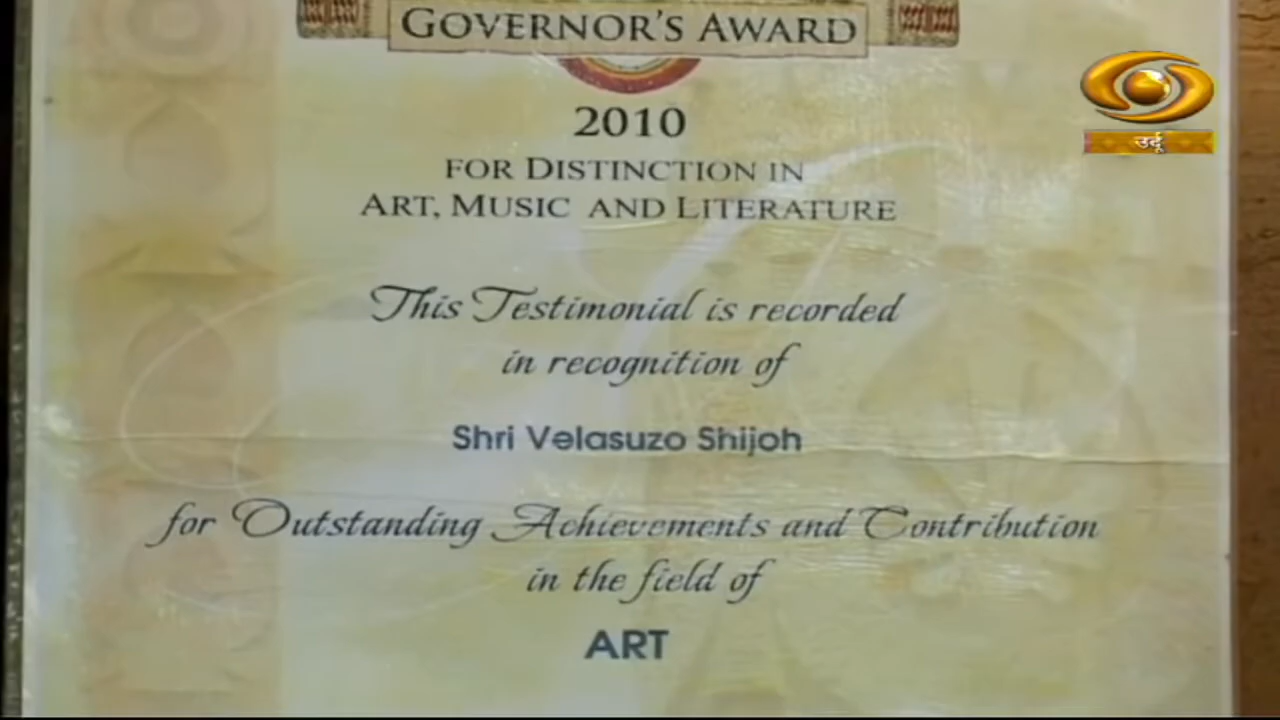 GOVERNOR'S AWARD
2010
FOR DISTINCTION IN
ART, MUSIC AND LITERATURE
This Testimonial is recorded
in recognition of
Shri Velasuzo Shijoh
for Outstanding Achievements and Contribution
in the field of
ART
उर्दू